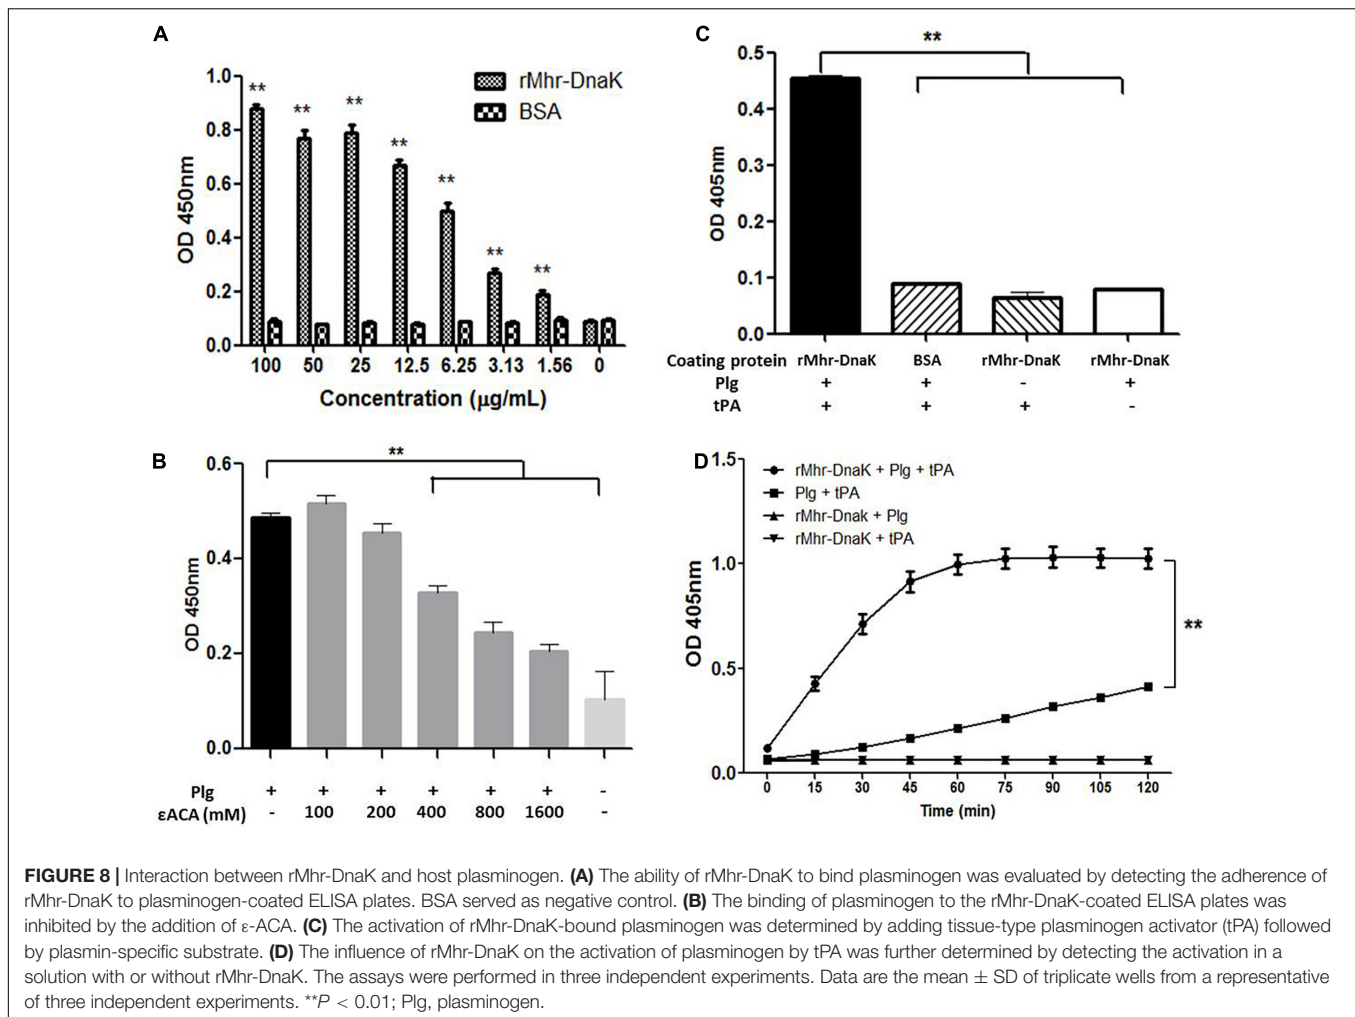 A
1.0
0.8
0.6
0.4
0.2
0.0
OD 450nm
rMhr-DnaK
BSA
**
**
**
**
**
**
**
100 50 25 12.5 6.25 3.13 1.56 0
Concentration (µg/mL)
C
**
0.5
0.4
0.3
0.2
0.1
0.0
OD 405nm
Coating protein rMhr-DnaK BSA rMhr-DnaK rMhr-DnaK
Plg + + - +
tPA + + + -
B
**
0.6
0.4
0.2
0.0
OD 450nm
Plg + + + + + + -
εACA (mM) - 100 200 400 800 1600 -
D
1.5
1.0
0.5
0.0
OD 405nm
rMhr-DnaK + Plg + tPA
Plg + tPA
rMhr-Dnak + Plg
rMhr-DnaK + tPA
**
0 15 30 45 60 75 90 105 120
Time (min)
FIGURE 8 | Interaction between rMhr-DnaK and host plasminogen. (A) The ability of rMhr-DnaK to bind plasminogen was evaluated by detecting the adherence of
rMhr-DnaK to plasminogen-coated ELISA plates. BSA served as negative control. (B) The binding of plasminogen to the rMhr-DnaK-coated ELISA plates was
inhibited by the addition of ε-ACA. (C) The activation of rMhr-DnaK-bound plasminogen was determined by adding tissue-type plasminogen activator (tPA) followed
by plasmin-specific substrate. (D) The influence of rMhr-DnaK on the activation of plasminogen by tPA was further determined by detecting the activation in a
solution with or without rMhr-DnaK. The assays were performed in three independent experiments. Data are the mean ± SD of triplicate wells from a representative
of three independent experiments. **P < 0.01; Plg, plasminogen.